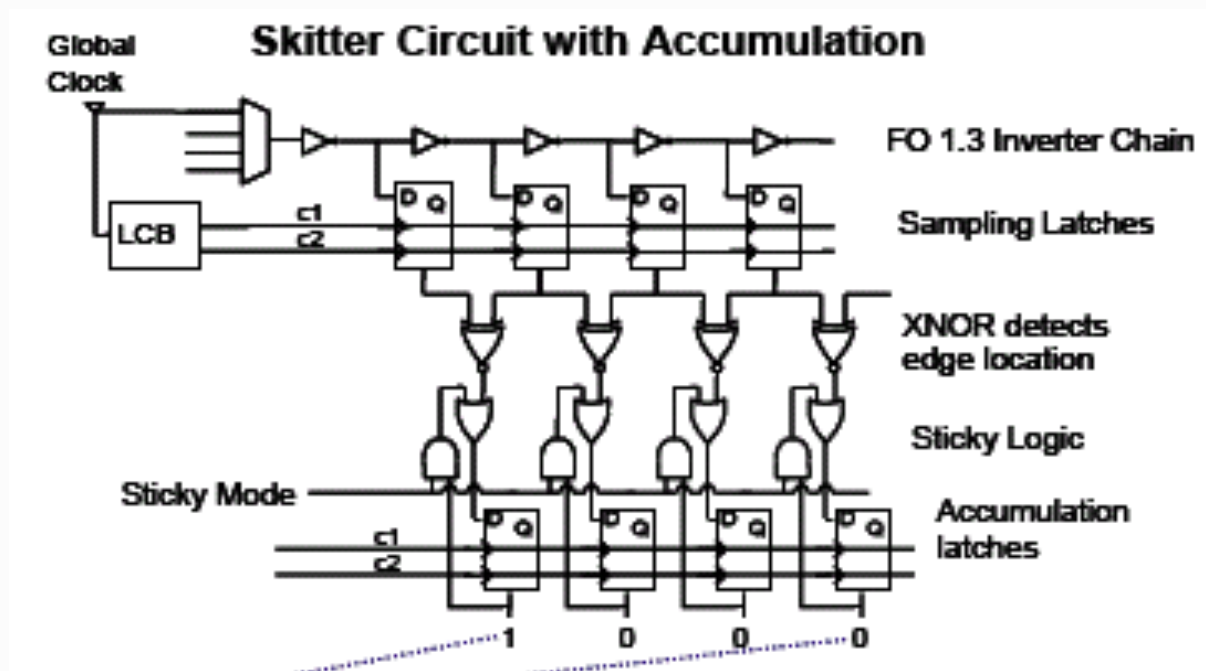 Skitter Circuit with Accumulation
Global
Clock
FO 1.3 Inverter Chain
D Q D Q D Q D Q
LCB
c1
c2
Sampling Latches
XNOR detects
edge location
Sticky Logic
Sticky Mode
D Q D Q D Q D Q
Accumulation
latches
c1
c2
1 0 0 0